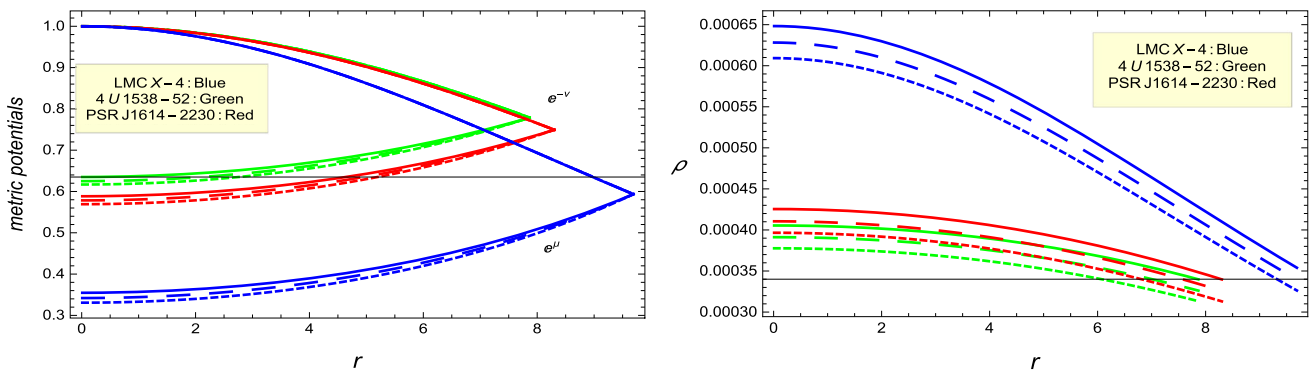 metric potentials
1.0
0.9
0.8
0.7
0.6
0.5
0.4
0.3
LMC X-4: Blue
4 U 1538-52: Green
PSR J1614-2230: Red
e^{-ν}
e^{μ}
0 2 4 6 8
r
ρ
0.00065
0.00060
0.00055
0.00050
0.00045
0.00040
0.00035
0.00030
LMC X-4: Blue
4 U 1538-52: Green
PSR J1614-2230: Red
0 2 4 6 8
r